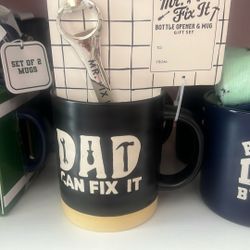 Mr.
Fix It
BOTTLE OPENER & MUG
GIFT SET
TO:
FROM:
SET OF 2
MUGS
MR. FIX
DAD
CAN FIX IT